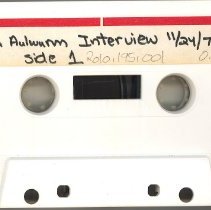 Aulwurm Interview 11/24/7
side 1 2010.195.001